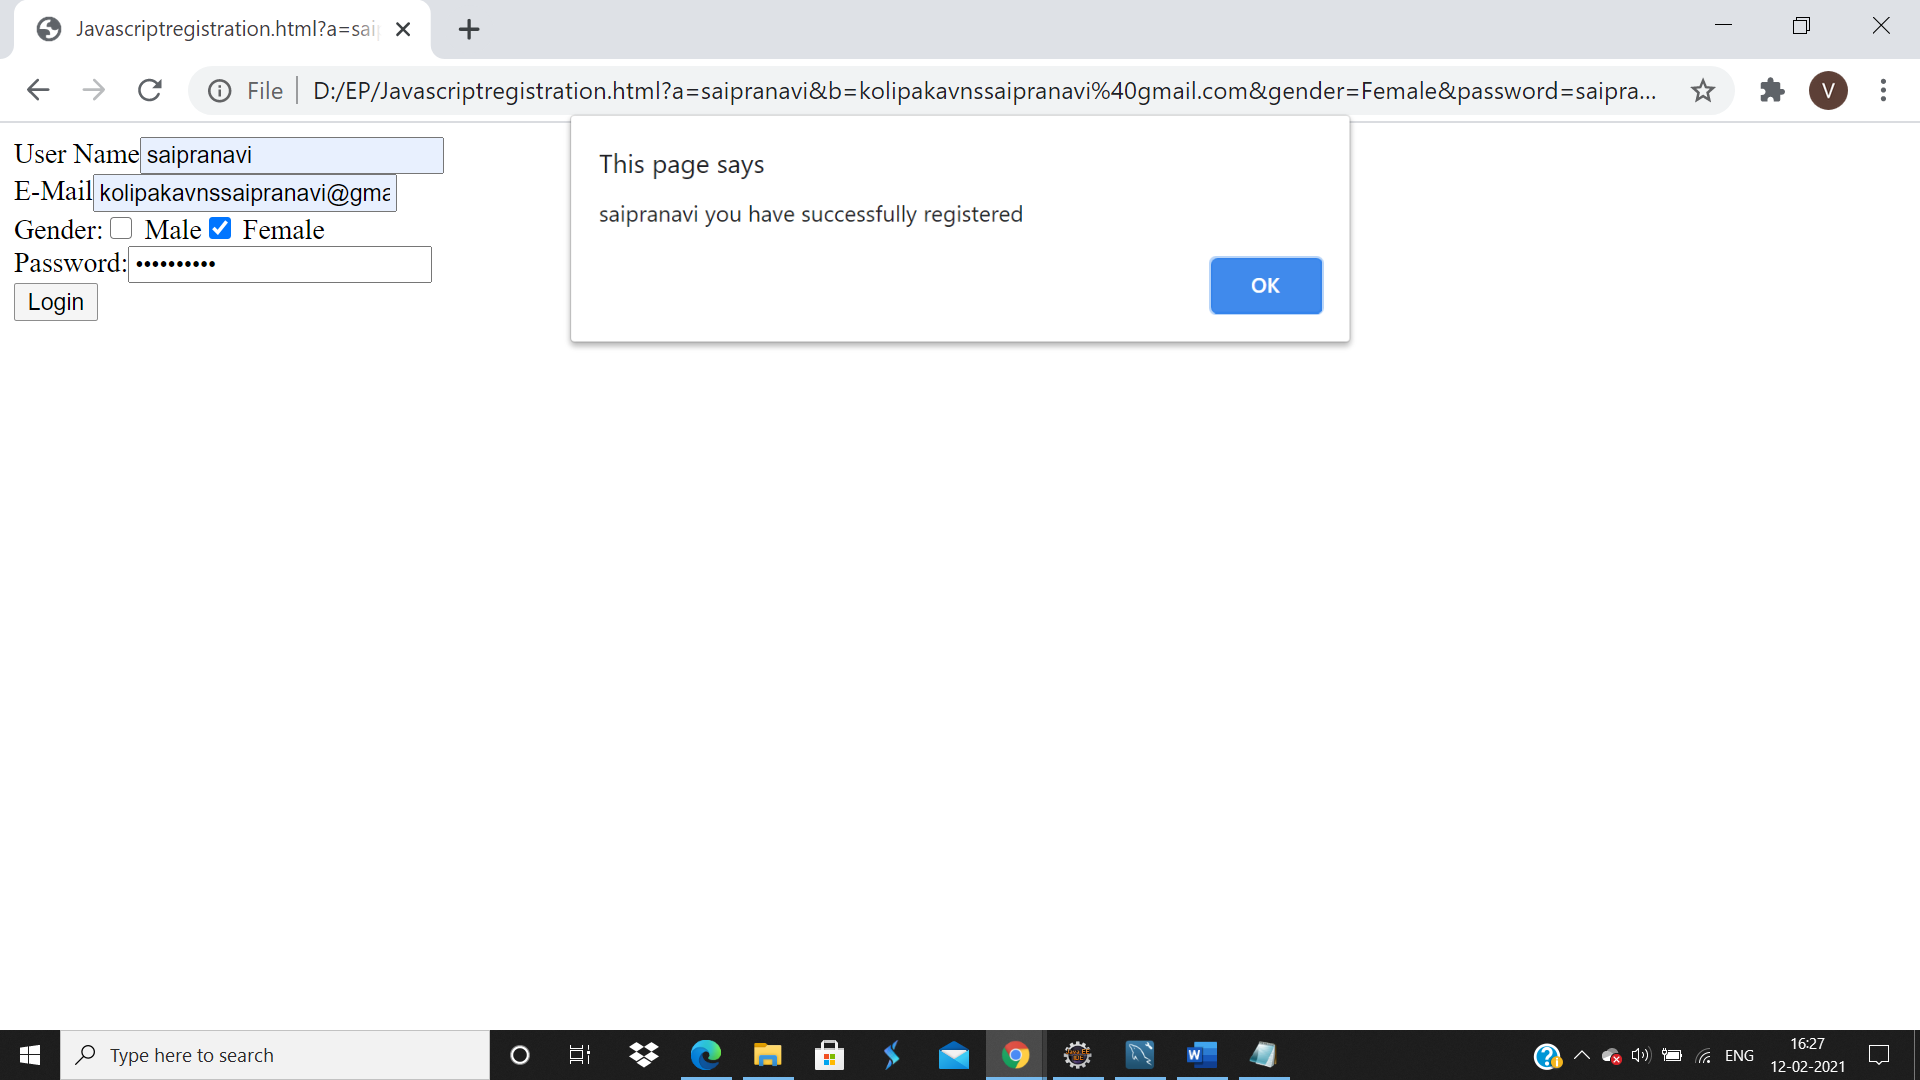 Javascriptregistration.html?a=sai
File D:/EP/Javascriptregistration.html?a=saipranavi&b=kolipakavnssaipranavi%40gmail.com&gender=Female&password=saipra... V
User Name saipranavi
E-Mail kolipakavnssaipranavi@gma
Gender: Male Female
Password: ••••••••••
Login
This page says
saipranavi you have successfully registered
OK
Type here to search
W
ENG
16:27
12-02-2021